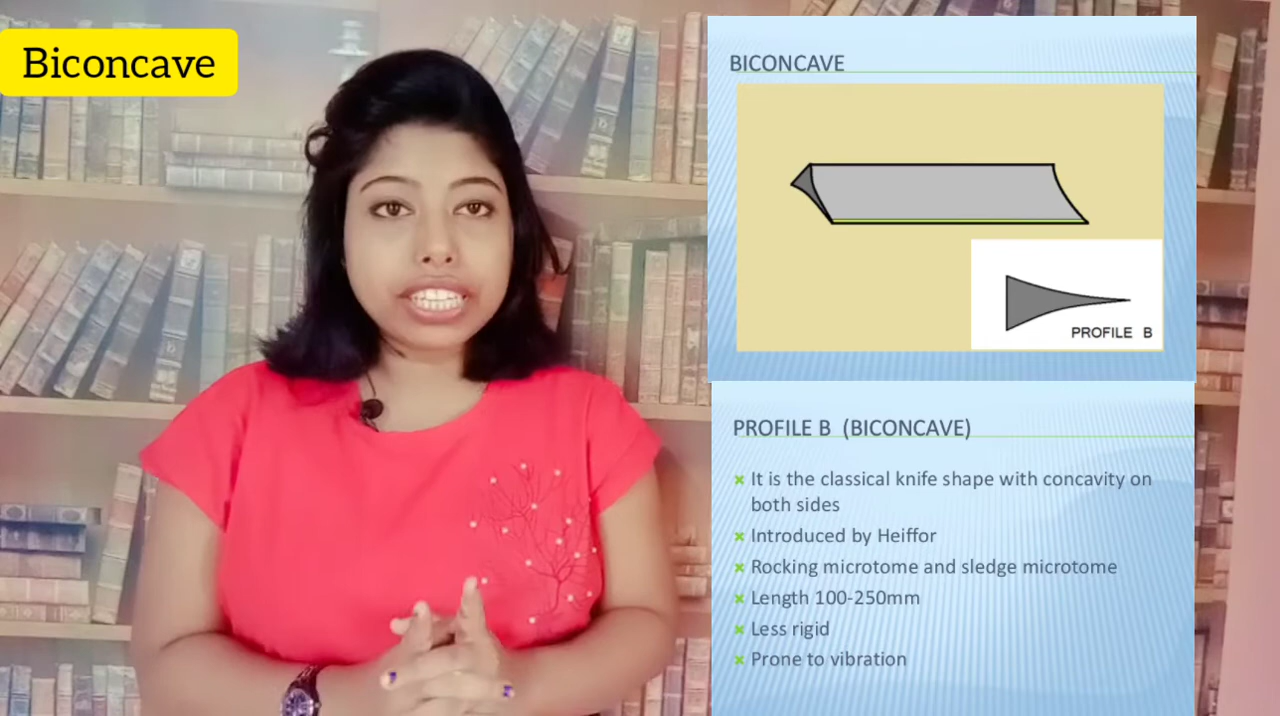 Biconcave
BICONCAVE
PROFILE B
PROFILE B (BICONCAVE)
It is the classical knife shape with concavity on
both sides
Introduced by Heiffor
Rocking microtome and sledge microtome
Length 100-250mm
Less rigid
Prone to vibration